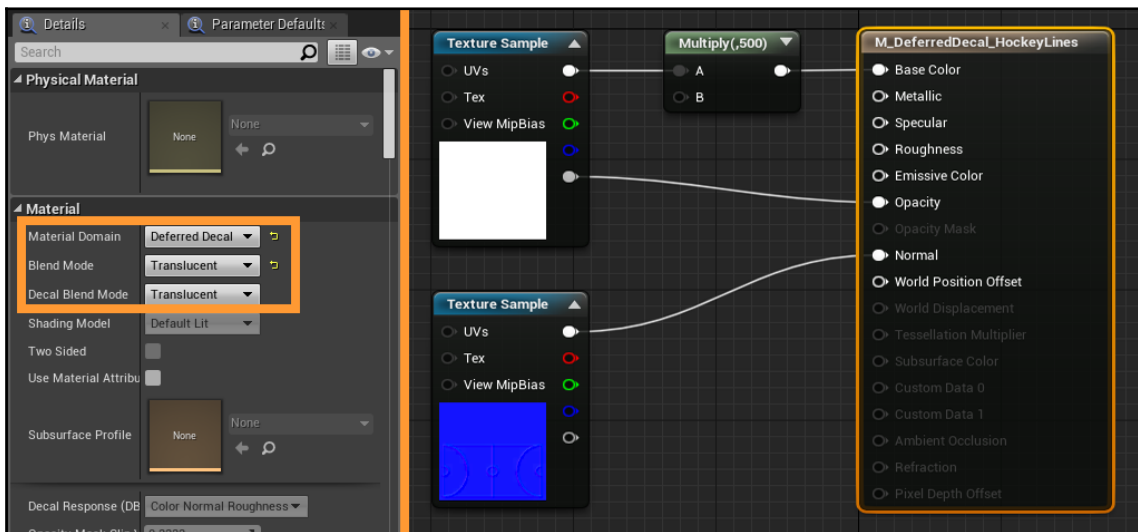 Details
Parameter Defaults
Search
Physical Material
Phys Material
None
None
Material
Material Domain
Deferred Decal
Blend Mode
Translucent
Decal Blend Mode
Translucent
Shading Model
Default Lit
Two Sided
Use Material Attribu
Subsurface Profile
None
None
Decal Response (DB
Color Normal Roughness
Texture Sample
UVs
Tex
View MipBias
Texture Sample
UVs
Tex
View MipBias
Multiply(,500)
A
B
M_DeferredDecal_HockeyLines
Base Color
Metallic
Specular
Roughness
Emissive Color
Opacity
Opacity Mask
Normal
World Position Offset
World Displacement
Tessellation Multiplier
Subsurface Color
Custom Data 0
Custom Data 1
Ambient Occlusion
Refraction
Pixel Depth Offset